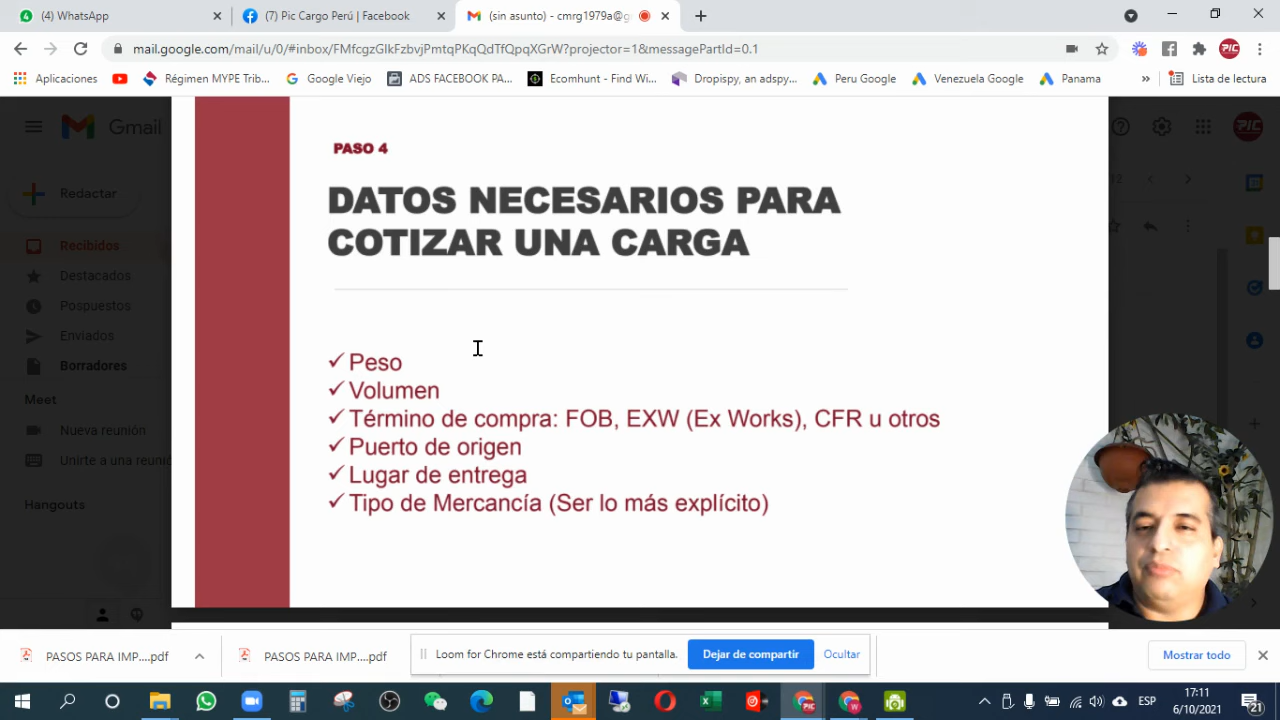 (4) WhatsApp
(7) Pic Cargo Perú | Facebook
(sin asunto) - cmrg1979a@g
mail.google.com/mail/u/0/#inbox/FMfcgzGlkFzbvjPmtqPKqQdTfQpqXGrW?projector=1&messagePartId=0.1
Aplicaciones
Régimen MYPE Trib...
Google Viejo
ADS FACEBOOK PA...
Ecomhunt - Find Wi...
Dropispy, an adspy...
Peru Google
Venezuela Google
Panama
»
Lista de lectura
Gmail
PIC
Redactar
Recibidos
Destacados
Pospuestos
Enviados
Borradores
Meet
Nueva reunión
Unirte a una reunió
Hangouts
PASO 4
DATOS NECESARIOS PARA
COTIZAR UNA CARGA
✓ Peso
✓ Volumen
✓ Término de compra: FOB, EXW (Ex Works), CFR u otros
✓ Puerto de origen
✓ Lugar de entrega
✓ Tipo de Mercancía (Ser lo más explícito)
PASOS PARA IMP....pdf
PASOS PARA IMP....pdf
Loom for Chrome está compartiendo tu pantalla.
Dejar de compartir
Ocultar
Mostrar todo
ESP
17:11
6/10/2021
21